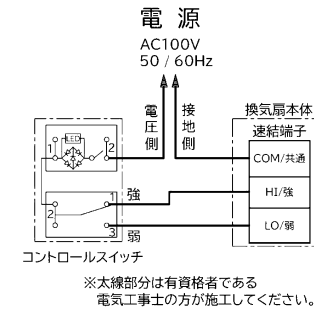 電源
AC100V
50 / 60Hz
電圧側
接地側
換気扇本体
速結端子
LED
1
2
COM/共通
1
強
HI/強
2
3
弱
LO/弱
コントロールスイッチ
※太線部分は有資格者である
電気工事士の方が施工してください。